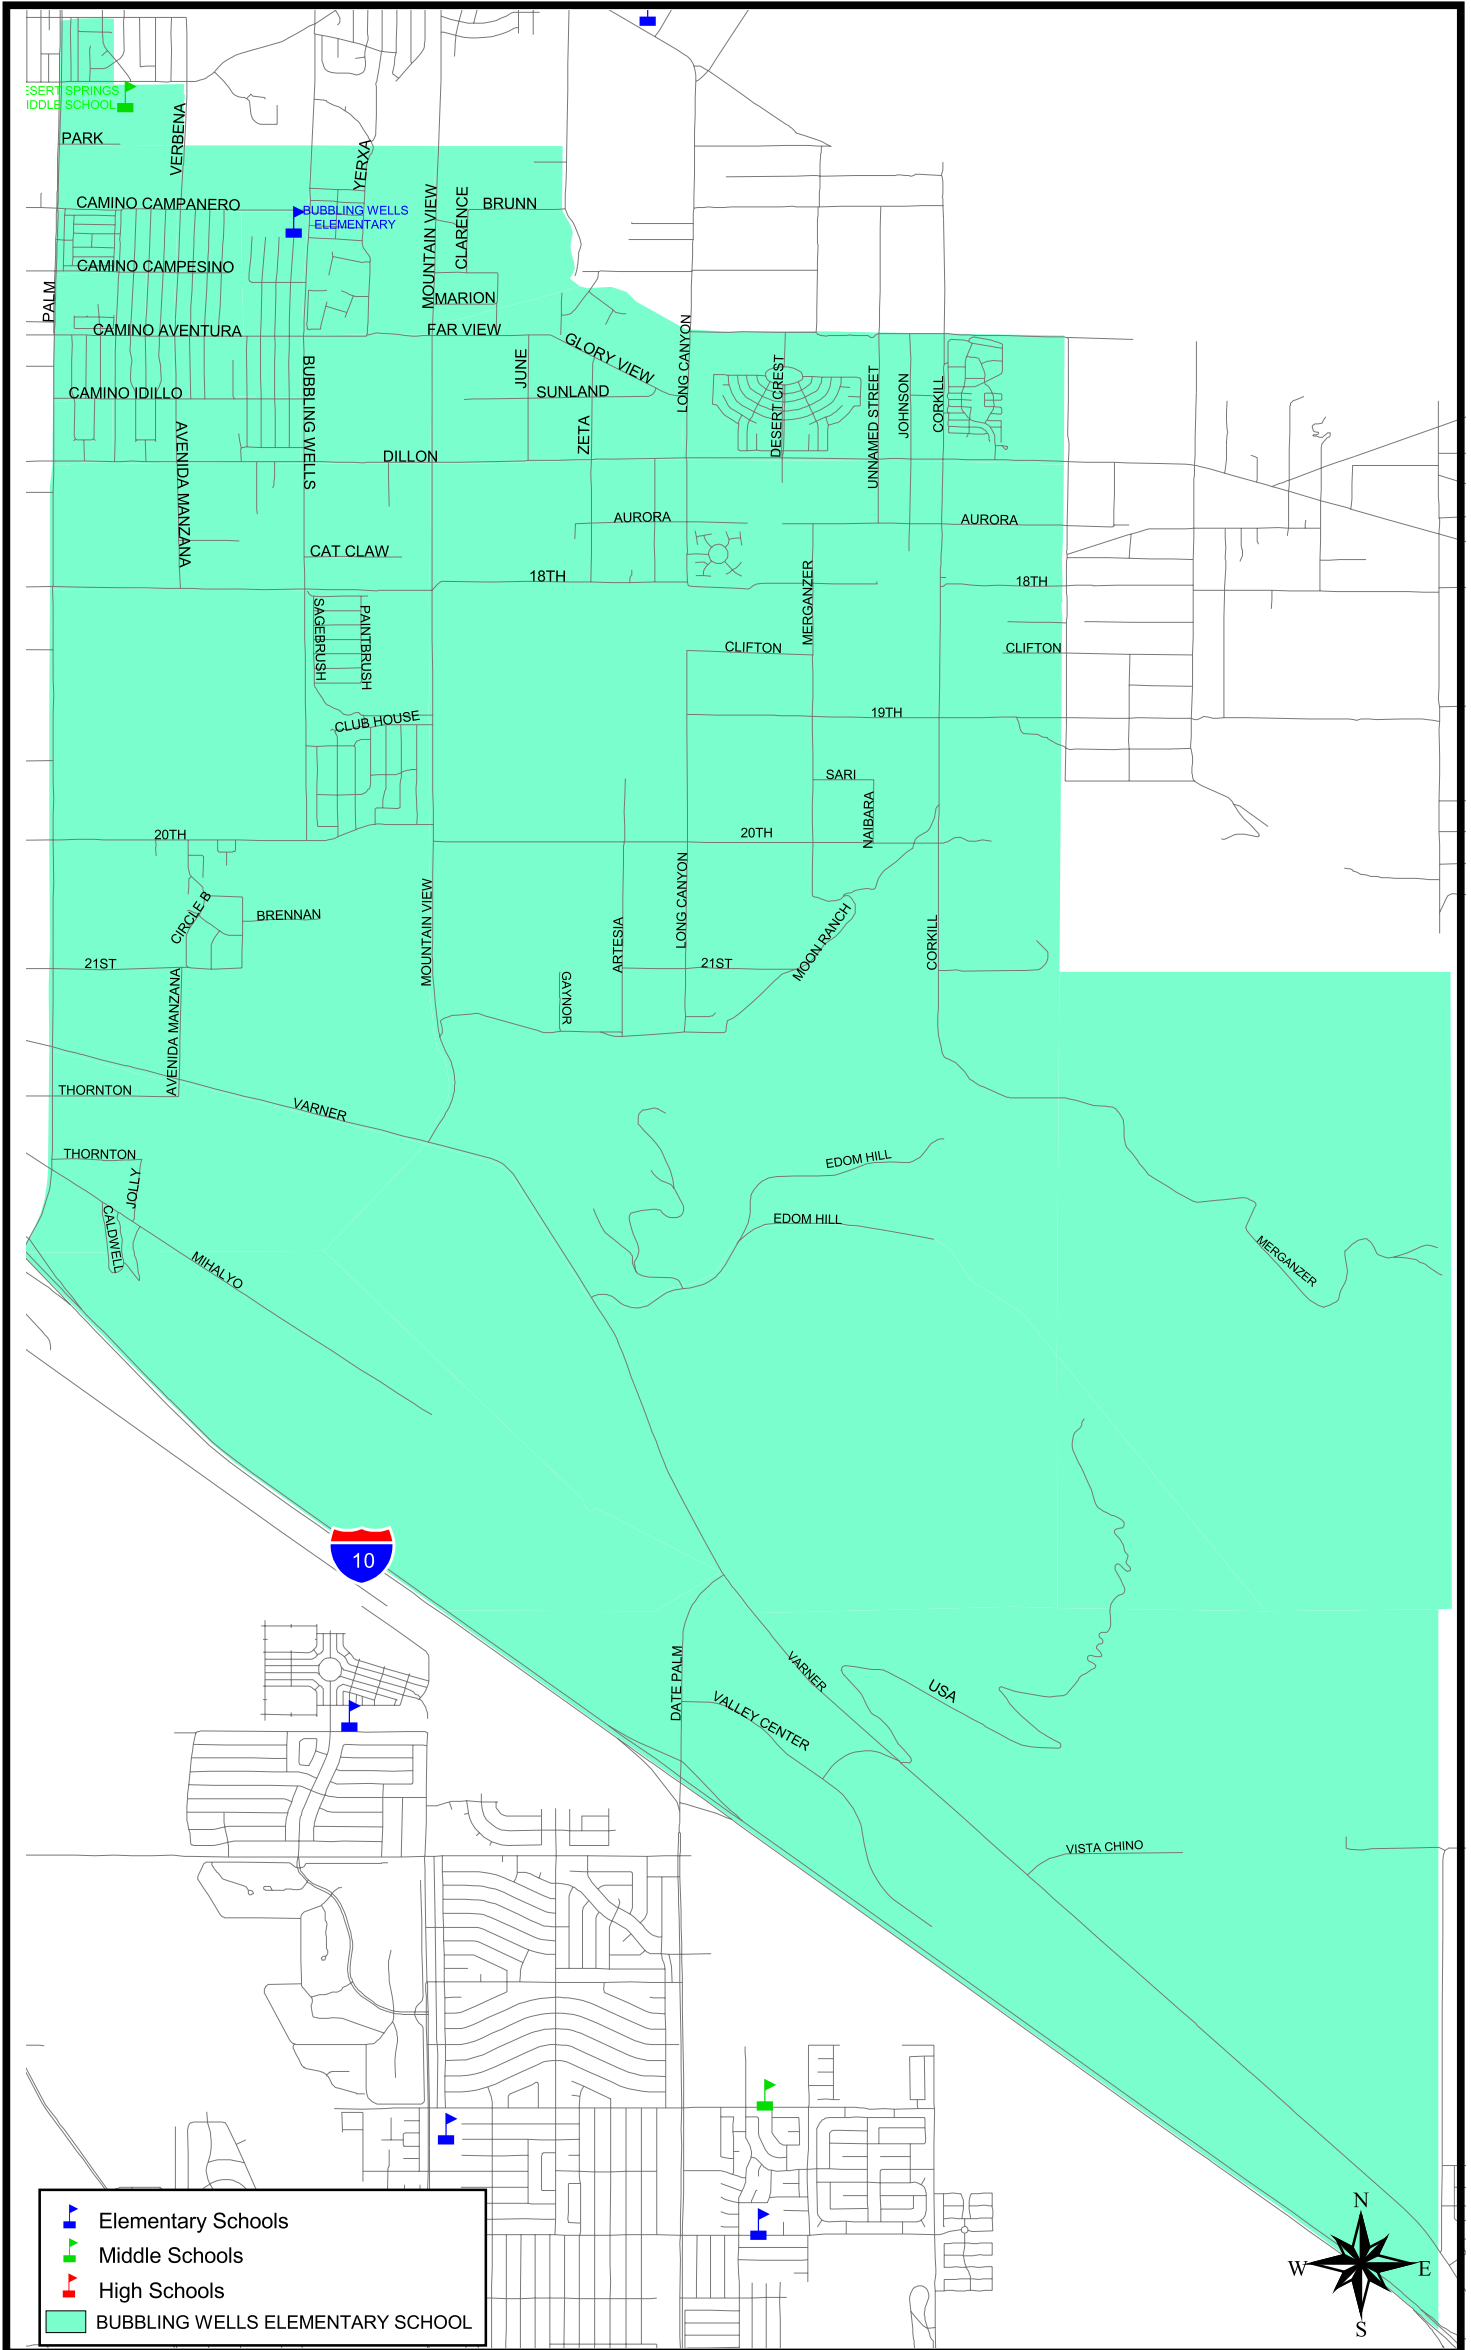 ESERT SPRINGS
IDDLE SCHOOL
PARK
VERBENA
YERXA
CAMINO CAMPANERO
BUBBLING WELLS
ELEMENTARY
MOUNTAIN VIEW
CLARENCE
BRUNN
CAMINO CAMPESINO
PALM
MARION
CAMINO AVENTURA
FAR VIEW
GLORY VIEW
LONG CANYON
JUNE
SUNLAND
CAMINO IDILLO
BUBBLING WELLS
DESERT CREST
UNNAMED STREET
JOHNSON
CORKILL
AVENIDA MANZANA
ZETA
DILLON
AURORA
AURORA
CAT CLAW
18TH
18TH
MERGANZER
SAGEBRUSH
PAINTBRUSH
CLIFTON
CLIFTON
CLUB HOUSE
19TH
SARI
NAIBARA
20TH
20TH
CIRCLE B
BRENNAN
MOUNTAIN VIEW
ARTESIA
LONG CANYON
MOON RANCH
CORKILL
21ST
21ST
GAYNOR
AVENIDA MANZANA
THORNTON
VARNER
THORNTON
JOLLY
CALDWELL
MIHALYO
EDOM HILL
EDOM HILL
MERGANZER
10
DATE PALM
VARNER
USA
VALLEY CENTER
VISTA CHINO
N
W
E
S
Elementary Schools
Middle Schools
High Schools
BUBBLING WELLS ELEMENTARY SCHOOL